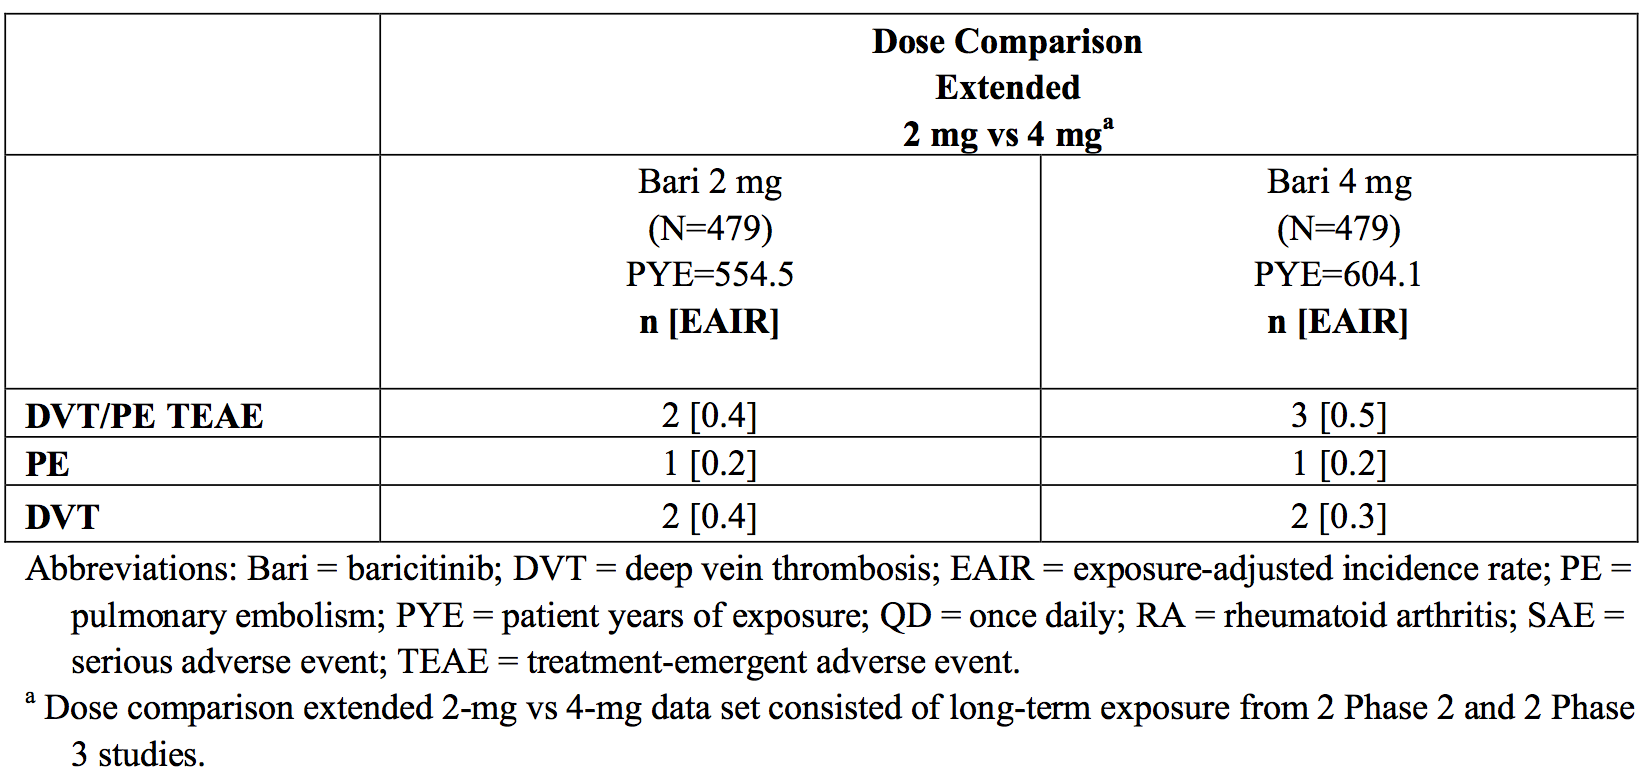 Dose Comparison
Extended
2 mg vs 4 mgᵃ
Bari 2 mg
(N=479)
PYE=554.5
n [EAIR]
Bari 4 mg
(N=479)
PYE=604.1
n [EAIR]
DVT/PE TEAE 2 [0.4] 3 [0.5]
PE 1 [0.2] 1 [0.2]
DVT 2 [0.4] 2 [0.3]
Abbreviations: Bari = baricitinib; DVT = deep vein thrombosis; EAIR = exposure-adjusted incidence rate; PE =
pulmonary embolism; PYE = patient years of exposure; QD = once daily; RA = rheumatoid arthritis; SAE =
serious adverse event; TEAE = treatment-emergent adverse event.
ᵃ Dose comparison extended 2-mg vs 4-mg data set consisted of long-term exposure from 2 Phase 2 and 2 Phase
3 studies.